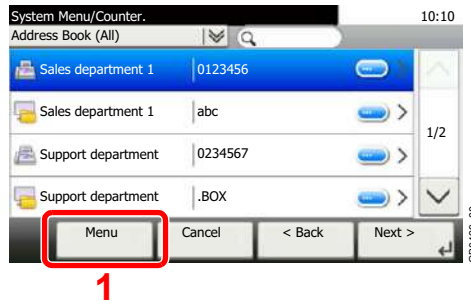 System Menu/Counter. 10:10
Address Book (All)
Sales department 1 0123456
Sales department 1 abc
1/2
Support department 0234567
Support department .BOX
Menu Cancel < Back Next >
1